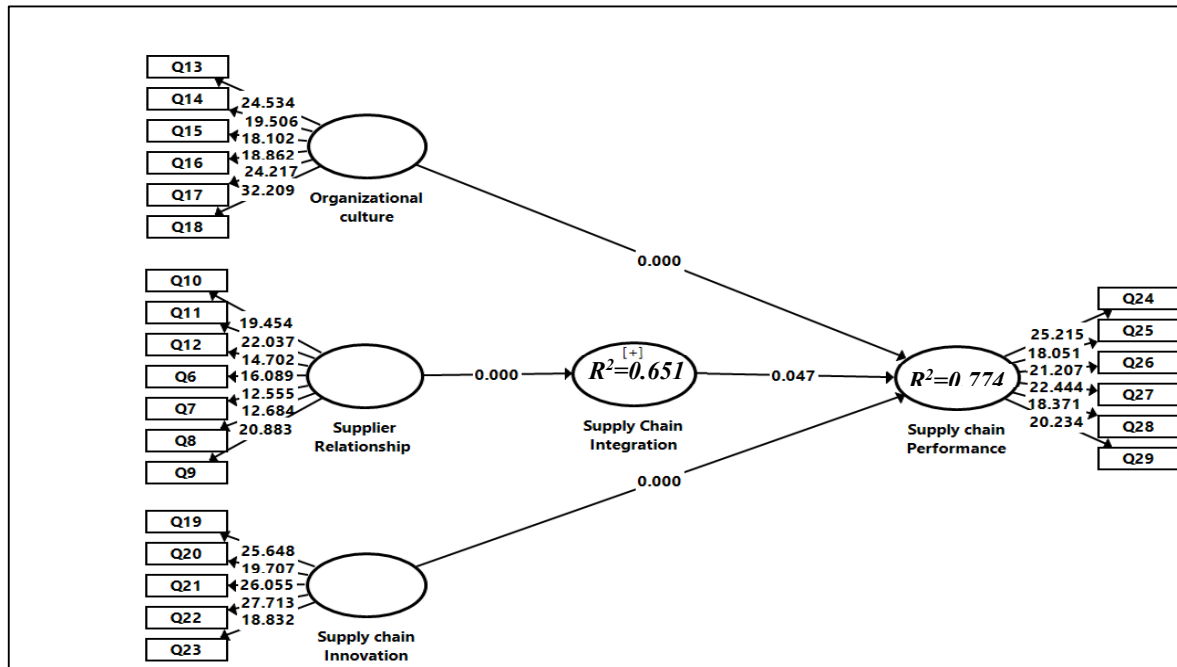 Q13
Q14
Q15
Q16
Q17
Q18
24.534
19.506
18.102
18.862
24.217
32.209
Organizational
culture
0.000
Q10
Q11
Q12
Q6
Q7
Q8
Q9
19.454
22.037
14.702
16.089
12.555
12.684
20.883
Supplier
Relationship
0.000
[+]
R²=0.651
Supply Chain
Integration
0.047
R²=0.774
Supply chain
Performance
25.215
18.051
21.207
22.444
18.371
20.234
Q24
Q25
Q26
Q27
Q28
Q29
0.000
Q19
Q20
Q21
Q22
Q23
25.648
19.707
26.055
27.713
18.832
Supply chain
Innovation